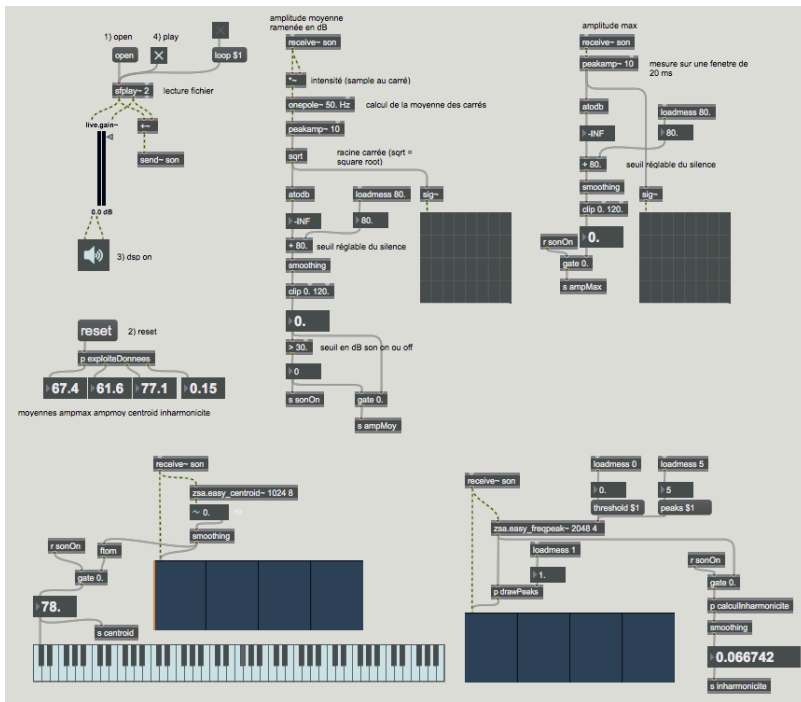 1) open
4) play
open
loop $1
sfplay~ 2
lecture fichier
live.gain~
+~
send~ son
0.0 dB
3) dsp on
reset
2) reset
p exploiteDonnees
67.4
61.6
77.1
0.15
moyennes ampmax ampmoy centroid inharmonicite
amplitude moyenne
ramenée en dB
receive~ son
*~
intensité (sample au carré)
onepole~ 50. Hz
calcul de la moyenne des carrés
peakamp~ 10
sqrt
racine carrée (sqrt =
square root)
atodb
loadmess 80.
sig~
-INF
80.
+ 80.
seuil réglable du silence
smoothing
clip 0. 120.
0.
> 30.
seuil en dB son on ou off
0
s sonOn
gate 0.
s ampMoy
amplitude max
receive~ son
peakamp~ 10
mesure sur une fenetre de
20 ms
atodb
loadmess 80.
-INF
80.
+ 80.
seuil réglable du silence
smoothing
sig~
clip 0. 120.
r sonOn
0.
gate 0.
s ampMax
receive~ son
zsa.easy_centroid~ 1024 8
~ 0.
smoothing
r sonOn
ftom
gate 0.
78.
s centroid
loadmess 0
loadmess 5
receive~ son
0.
5
threshold $1
peaks $1
zsa.easy_freqpeak~ 2048 4
loadmess 1
r sonOn
1.
gate 0.
p drawPeaks
p calculInharmonicite
smoothing
0.066742
s inharmonicite